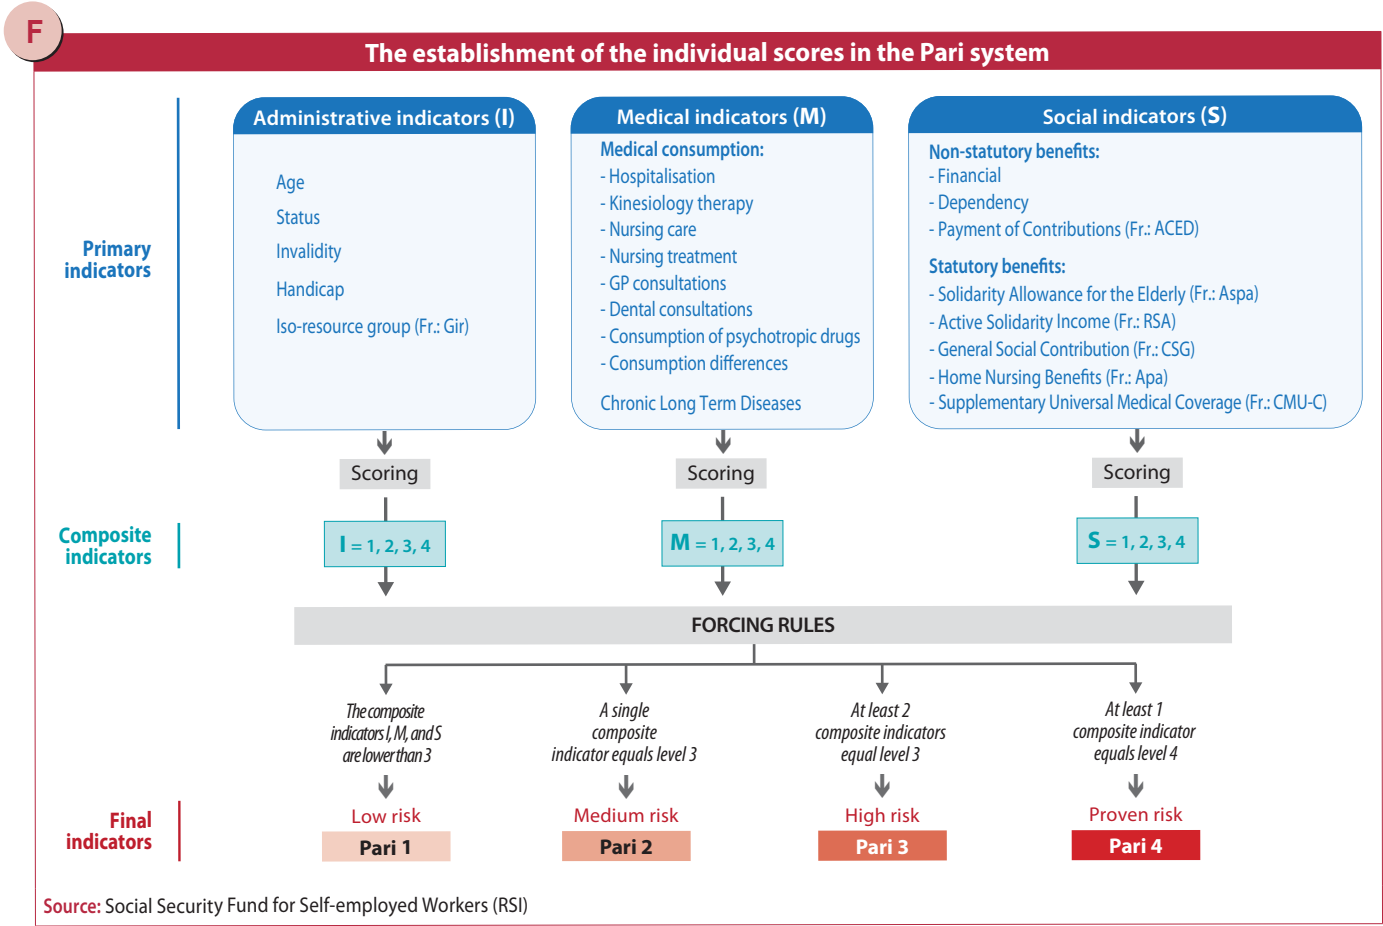 F
The establishment of the individual scores in the Pari system
Primary
indicators
Administrative indicators (I)
Age
Status
Invalidity
Handicap
Iso-resource group (Fr.: Gir)
Medical indicators (M)
Medical consumption:
- Hospitalisation
- Kinesiology therapy
- Nursing care
- Nursing treatment
- GP consultations
- Dental consultations
- Consumption of psychotropic drugs
- Consumption differences
Chronic Long Term Diseases
Social indicators (S)
Non-statutory benefits:
- Financial
- Dependency
- Payment of Contributions (Fr.: ACED)
Statutory benefits:
- Solidarity Allowance for the Elderly (Fr.: Aspa)
- Active Solidarity Income (Fr.: RSA)
- General Social Contribution (Fr.: CSG)
- Home Nursing Benefits (Fr.: Apa)
- Supplementary Universal Medical Coverage (Fr.: CMU-C)
Scoring
Scoring
Scoring
Composite
indicators
I = 1, 2, 3, 4
M = 1, 2, 3, 4
S = 1, 2, 3, 4
FORCING RULES
The composite
indicators I, M, and S
are lower than 3
A single
composite
indicator equals level 3
At least 2
composite indicators
equal level 3
At least 1
composite indicator
equals level 4
Final
indicators
Low risk
Pari 1
Medium risk
Pari 2
High risk
Pari 3
Proven risk
Pari 4
Source: Social Security Fund for Self-employed Workers (RSI)